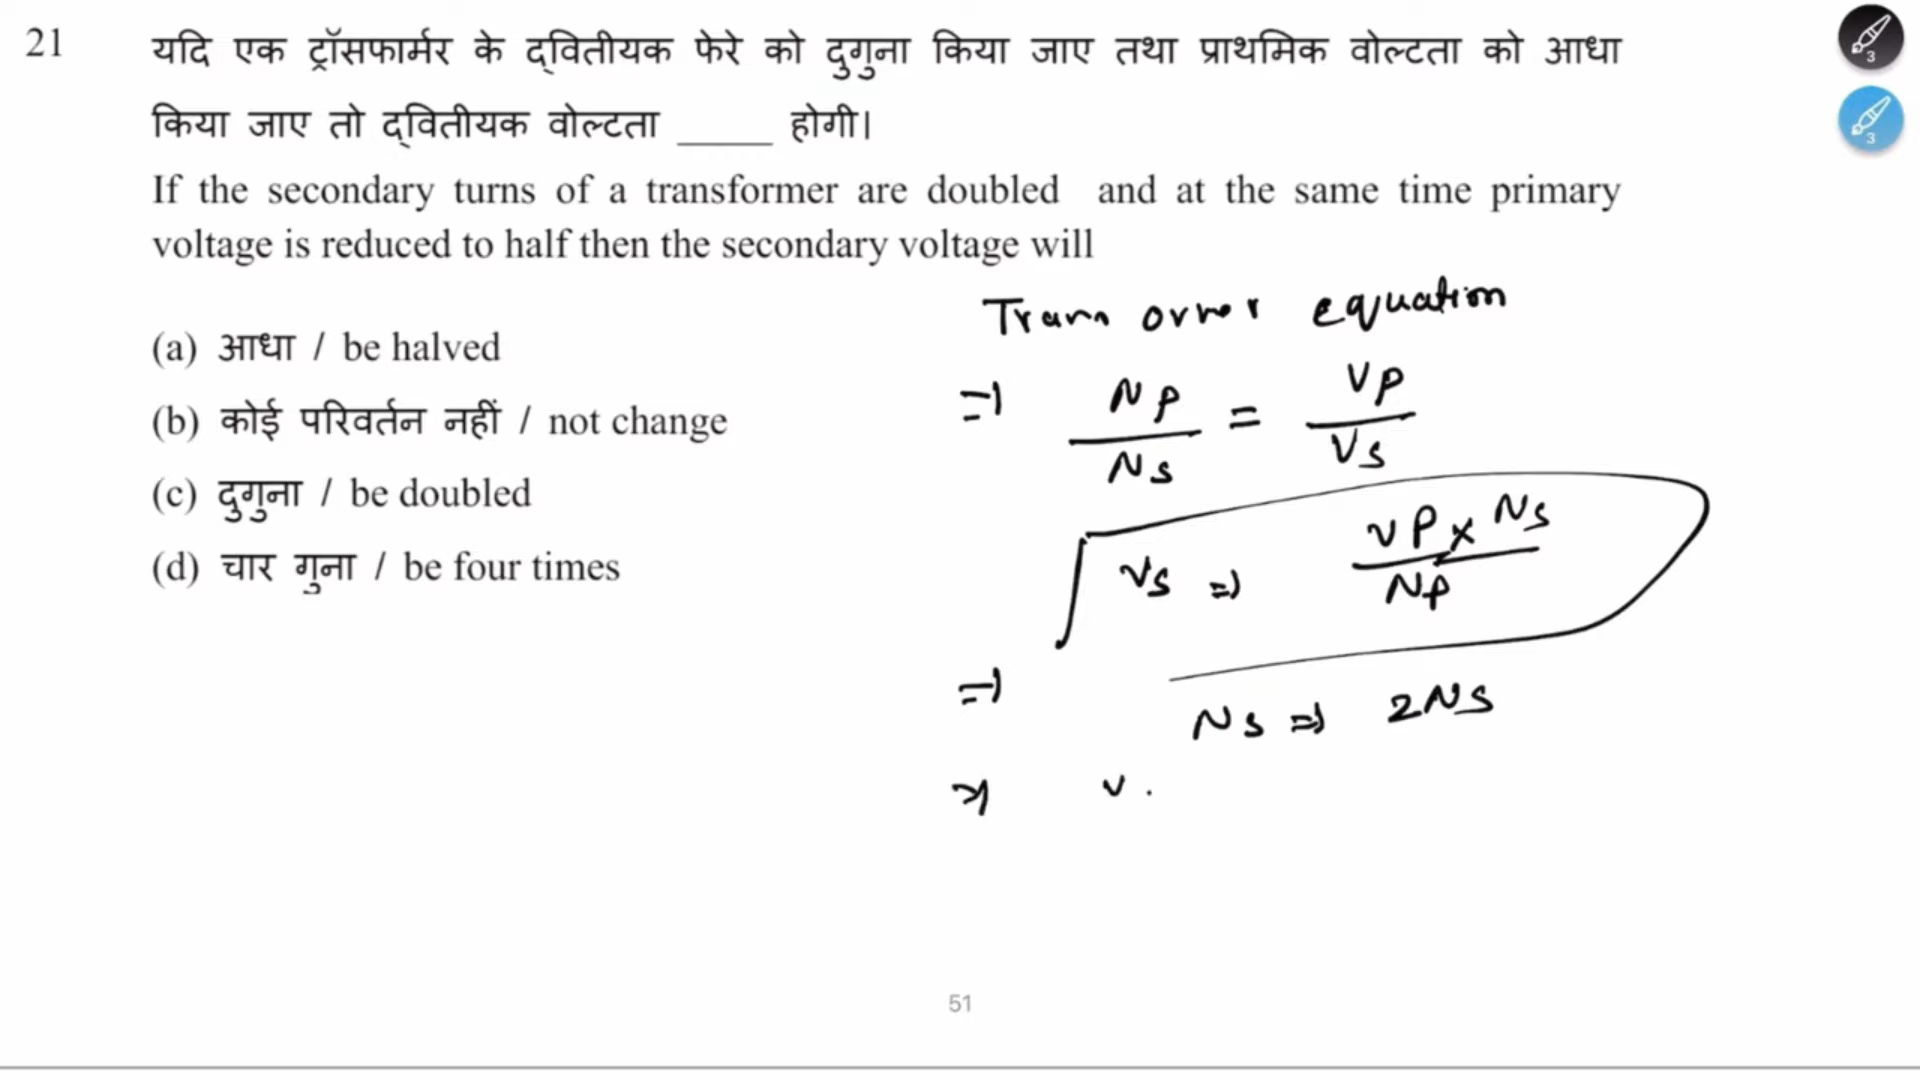 21
यदि एक ट्रॉसफार्मर के द्वितीयक फेरे को दुगुना किया जाए तथा प्राथमिक वोल्टता को आधा
किया जाए तो द्वितीयक वोल्टता _____ होगी।
If the secondary turns of a transformer are doubled and at the same time primary
voltage is reduced to half then the secondary voltage will
(a) आधा / be halved
(b) कोई परिवर्तन नहीं / not change
(c) दुगुना / be doubled
(d) चार गुना / be four times
equation
=> NP/NS = VP/VS
VS => VP x NS/NP
=> NS => 2NS
=> V.
51
3
3